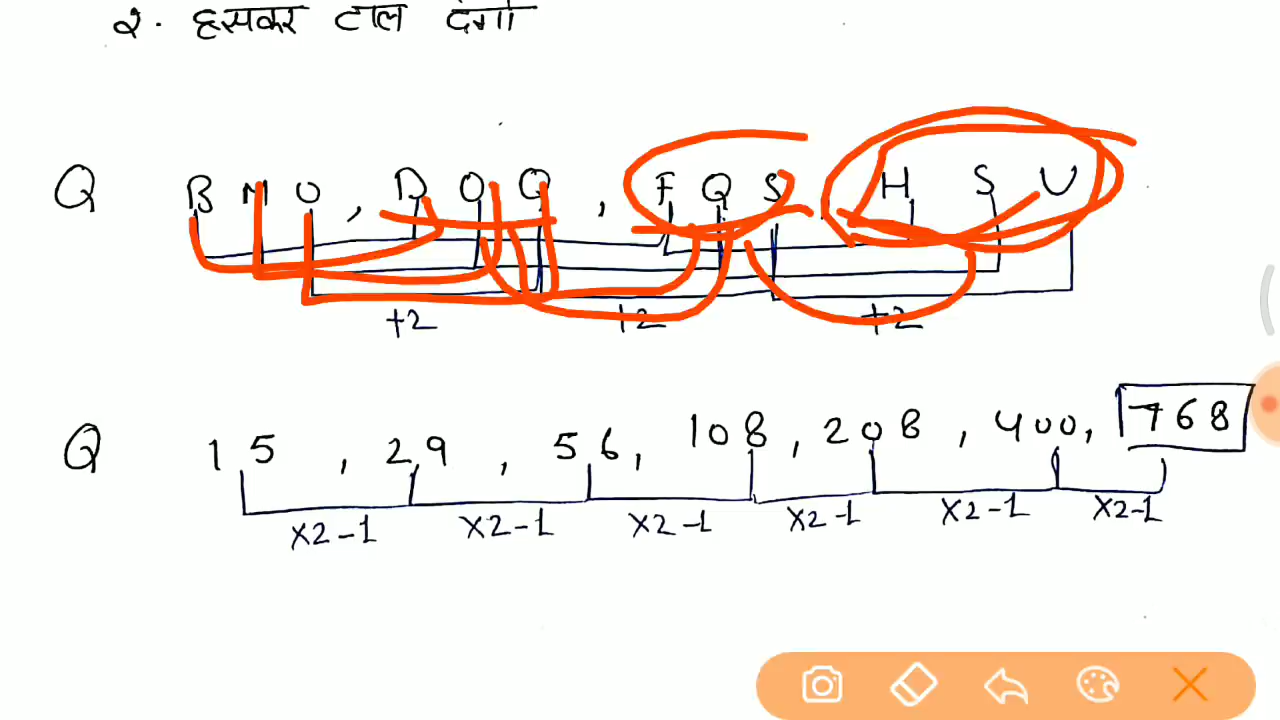 २. हसकर टाल दंगा
Q B M O , D O Q , F Q S , H S U
+2 +2 +2
Q 15 , 29 , 56 , 108 , 208 , 400 , 768
x2-1 x2-1 x2-1 x2-1 x2-1 x2-1